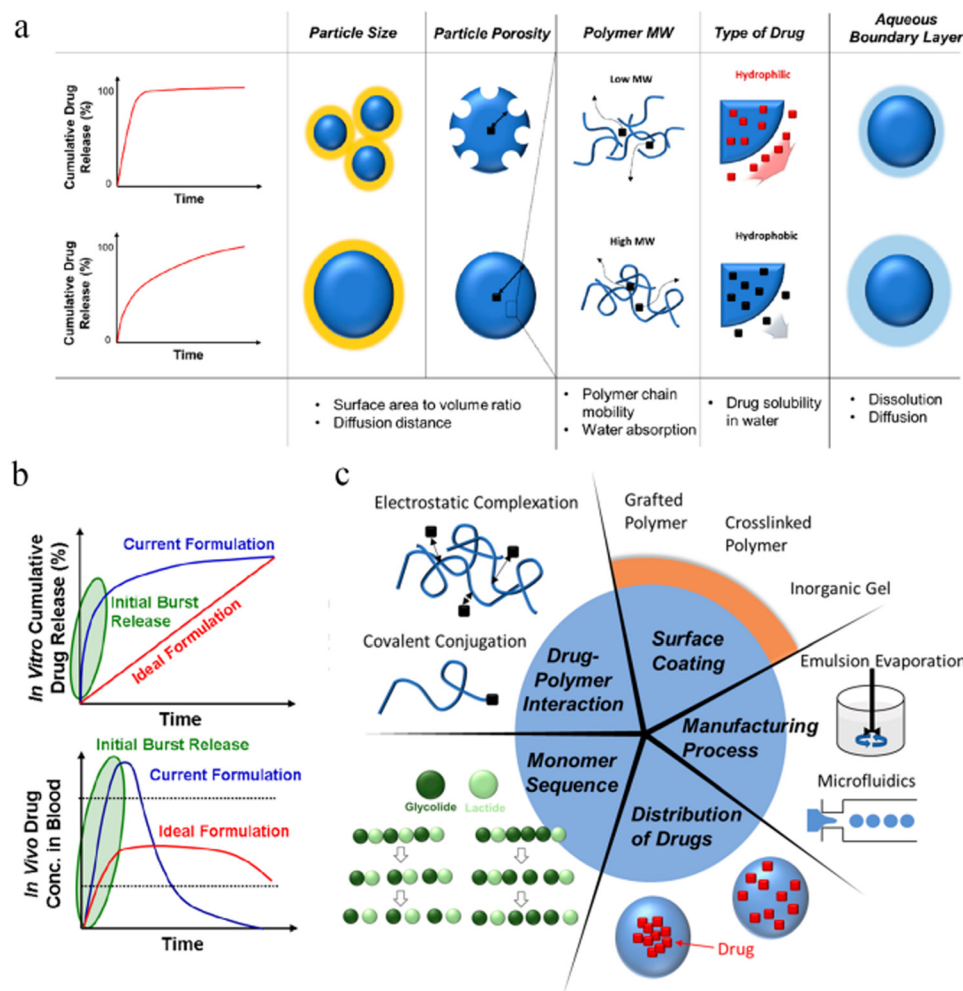 a
Particle Size
Particle Porosity
Polymer MW
Type of Drug
Aqueous
Boundary Layer
Cumulative Drug
Release (%)
100
0
Time
Low MW
Hydrophilic
Cumulative Drug
Release (%)
100
0
Time
High MW
Hydrophobic
• Surface area to volume ratio
• Diffusion distance
• Polymer chain
mobility
• Water absorption
• Drug solubility
in water
• Dissolution
• Diffusion
b
In Vitro Cumulative
Drug Release (%)
Current Formulation
Initial Burst
Release
Ideal Formulation
Time
In Vivo Drug
Conc. in Blood
Initial Burst Release
Current Formulation
Ideal Formulation
Time
c
Electrostatic Complexation
Covalent Conjugation
Drug-
Polymer
Interaction
Grafted
Polymer
Crosslinked
Polymer
Inorganic Gel
Surface
Coating
Emulsion Evaporation
Manufacturing
Process
Microfluidics
Monomer
Sequence
Glycolide
Lactide
Distribution
of Drugs
Drug